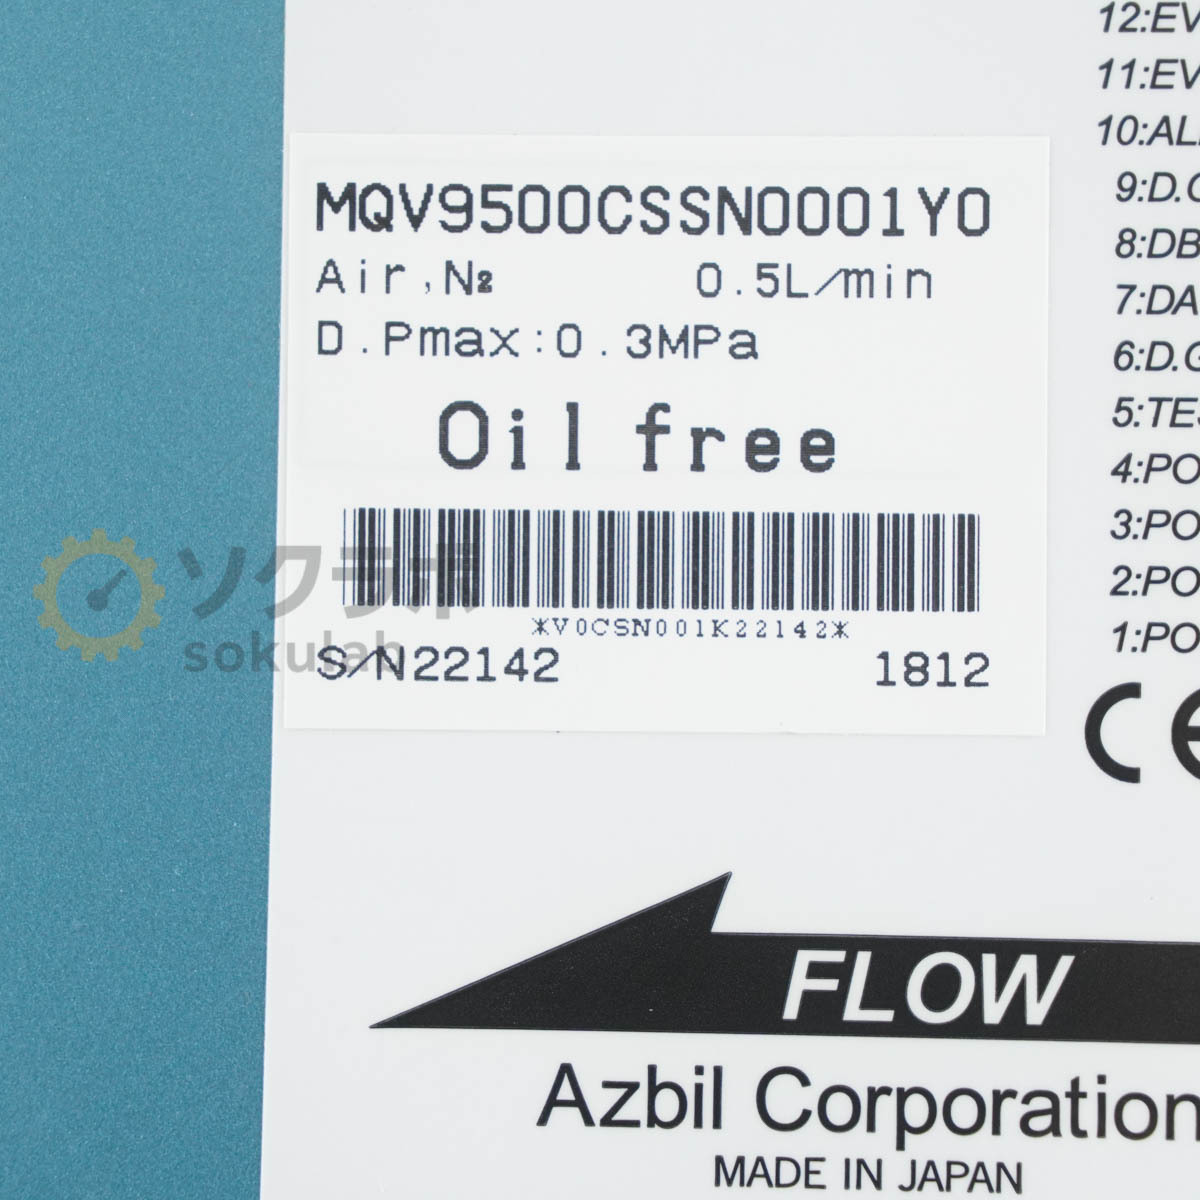 MQV9500CSSN0001Y0
Air,N₂ 0.5L/min
D.Pmax:0.3MPa
Oil free
*V0CSN001K22142*
S/N22142 1812
ソクラボ
sokulab
12:EV
11:EV
10:AL
9:D.G
8:DB
7:DA
6:D.G
5:TES
4:PO
3:PO
2:PO
1:PO
CE
FLOW
Azbil Corporation
MADE IN JAPAN